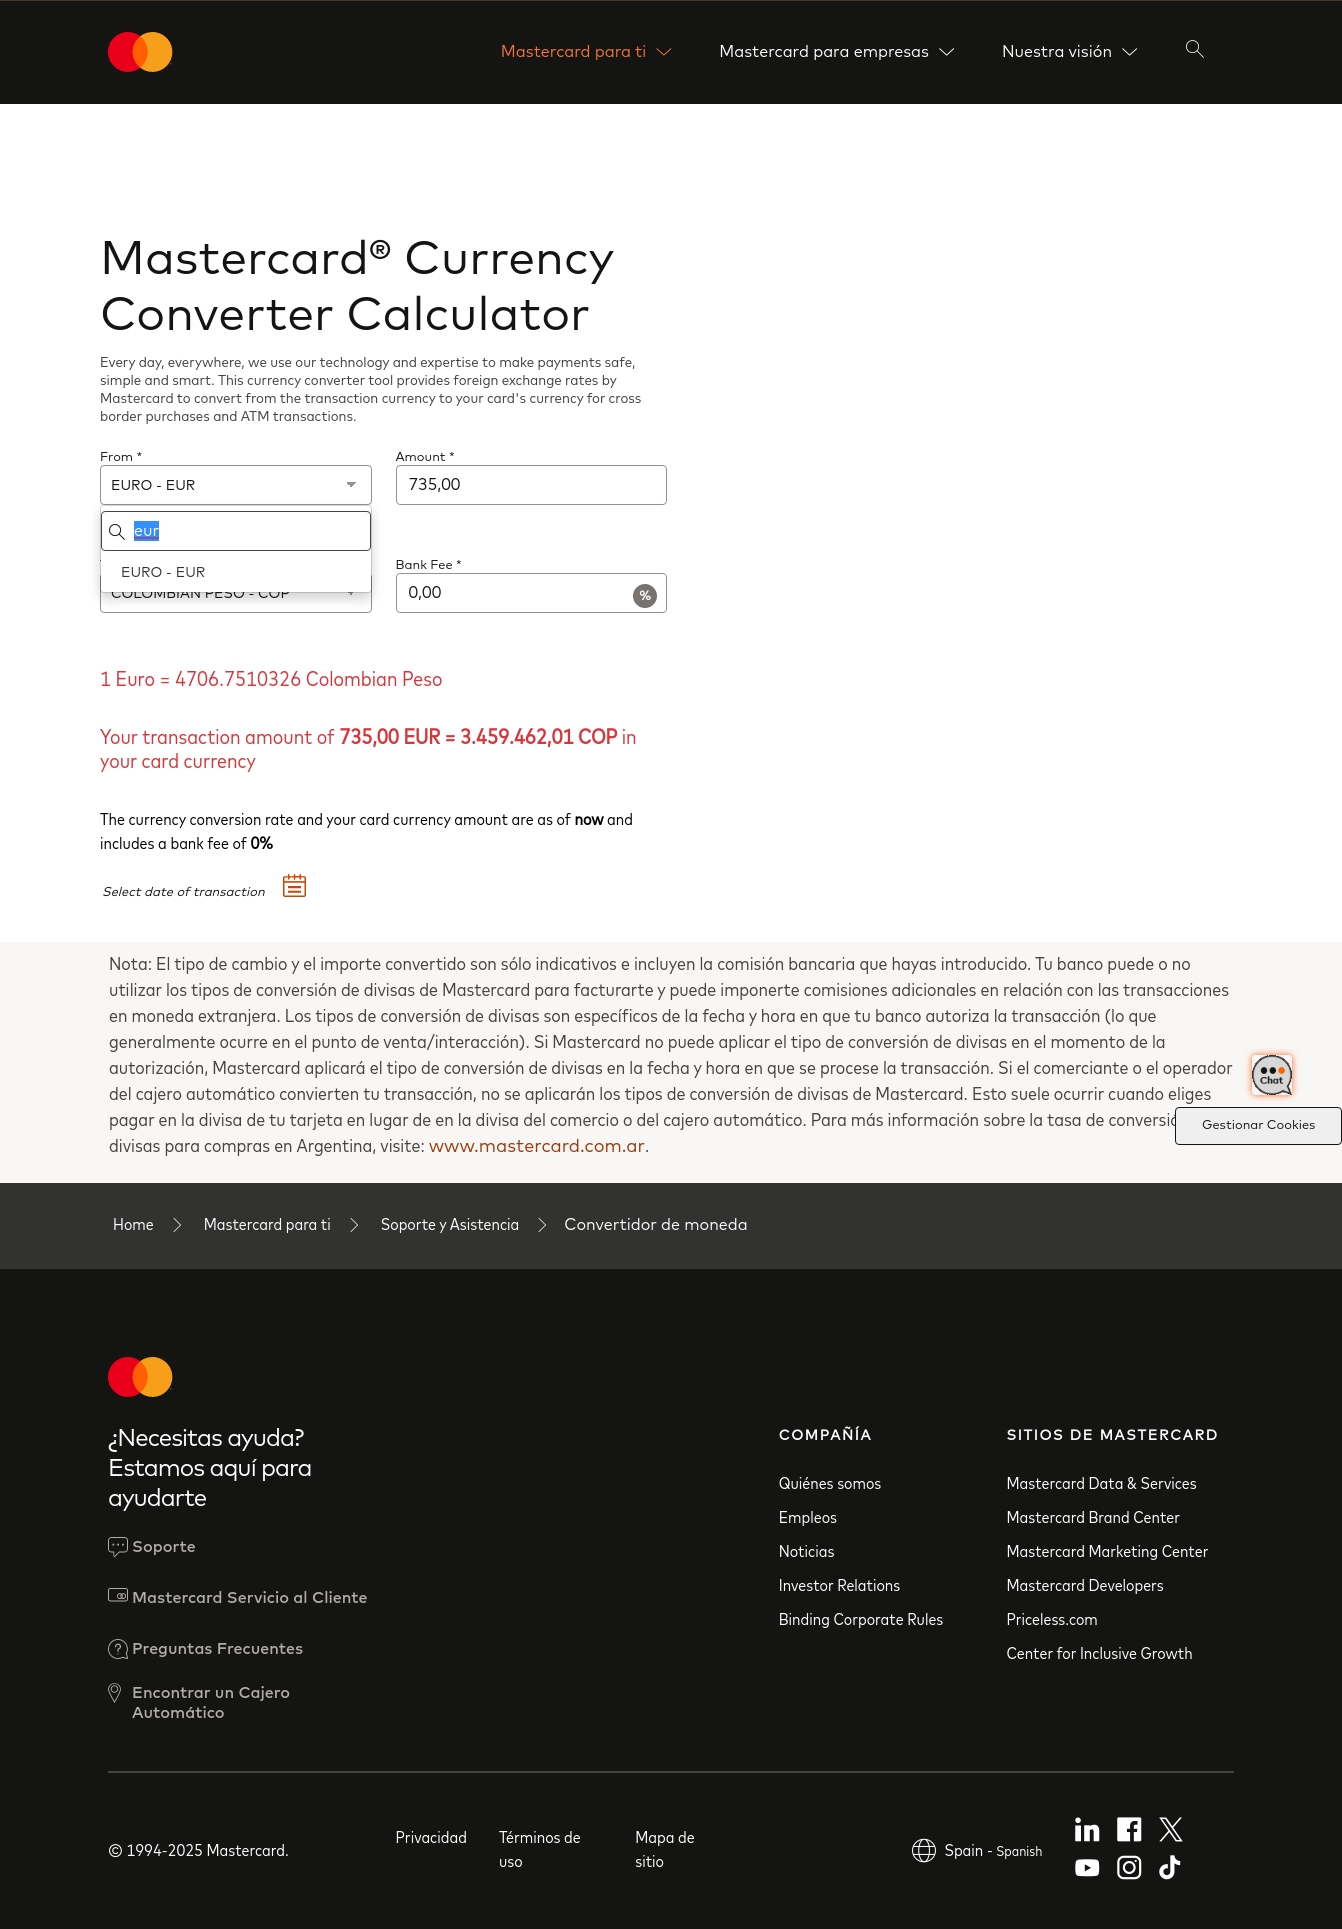 Mastercard para ti
Mastercard para empresas
Nuestra visión
Mastercard® Currency
Converter Calculator
Every day, everywhere, we use our technology and expertise to make payments safe,
simple and smart. This currency converter tool provides foreign exchange rates by
Mastercard to convert from the transaction currency to your card's currency for cross
border purchases and ATM transactions.
From *
Amount *
EURO - EUR
735,00
eur
EURO - EUR
Bank Fee *
COLOMBIAN PESO - COP
0,00
%
1 Euro = 4706.7510326 Colombian Peso
Your transaction amount of 735,00 EUR = 3.459.462,01 COP in
your card currency
The currency conversion rate and your card currency amount are as of now and
includes a bank fee of 0%
Select date of transaction
Nota: El tipo de cambio y el importe convertido son sólo indicativos e incluyen la comisión bancaria que hayas introducido. Tu banco puede o no
utilizar los tipos de conversión de divisas de Mastercard para facturarte y puede imponerte comisiones adicionales en relación con las transacciones
en moneda extranjera. Los tipos de conversión de divisas son específicos de la fecha y hora en que tu banco autoriza la transacción (lo que
generalmente ocurre en el punto de venta/interacción). Si Mastercard no puede aplicar el tipo de conversión de divisas en el momento de la
autorización, Mastercard aplicará el tipo de conversión de divisas en la fecha y hora en que se procese la transacción. Si el comerciante o el operador
del cajero automático convierten tu transacción, no se aplicarán los tipos de conversión de divisas de Mastercard. Esto suele ocurrir cuando eliges
pagar en la divisa de tu tarjeta en lugar de en la divisa del comercio o del cajero automático. Para más información sobre la tasa de conversió
divisas para compras en Argentina, visite: www.mastercard.com.ar.
Chat
Gestionar Cookies
Home
Mastercard para ti
Soporte y Asistencia
Convertidor de moneda
¿Necesitas ayuda?
Estamos aquí para
ayudarte
Soporte
Mastercard Servicio al Cliente
Preguntas Frecuentes
Encontrar un Cajero
Automático
COMPAÑÍA
Quiénes somos
Empleos
Noticias
Investor Relations
Binding Corporate Rules
SITIOS DE MASTERCARD
Mastercard Data & Services
Mastercard Brand Center
Mastercard Marketing Center
Mastercard Developers
Priceless.com
Center for Inclusive Growth
© 1994-2025 Mastercard.
Privacidad
Términos de
uso
Mapa de
sitio
Spain - Spanish